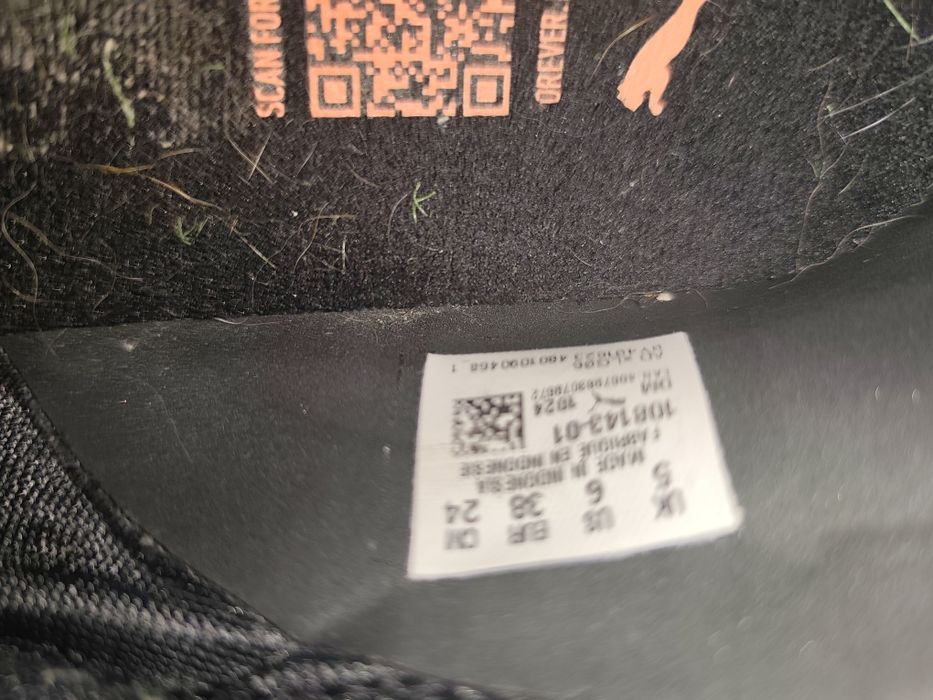 SCAN FOR
OREVER
UK US EUR CM
5 6 38 24
MADE IN INDONESIA
FABRIQUE EN INDONESIE
108143-01
1024